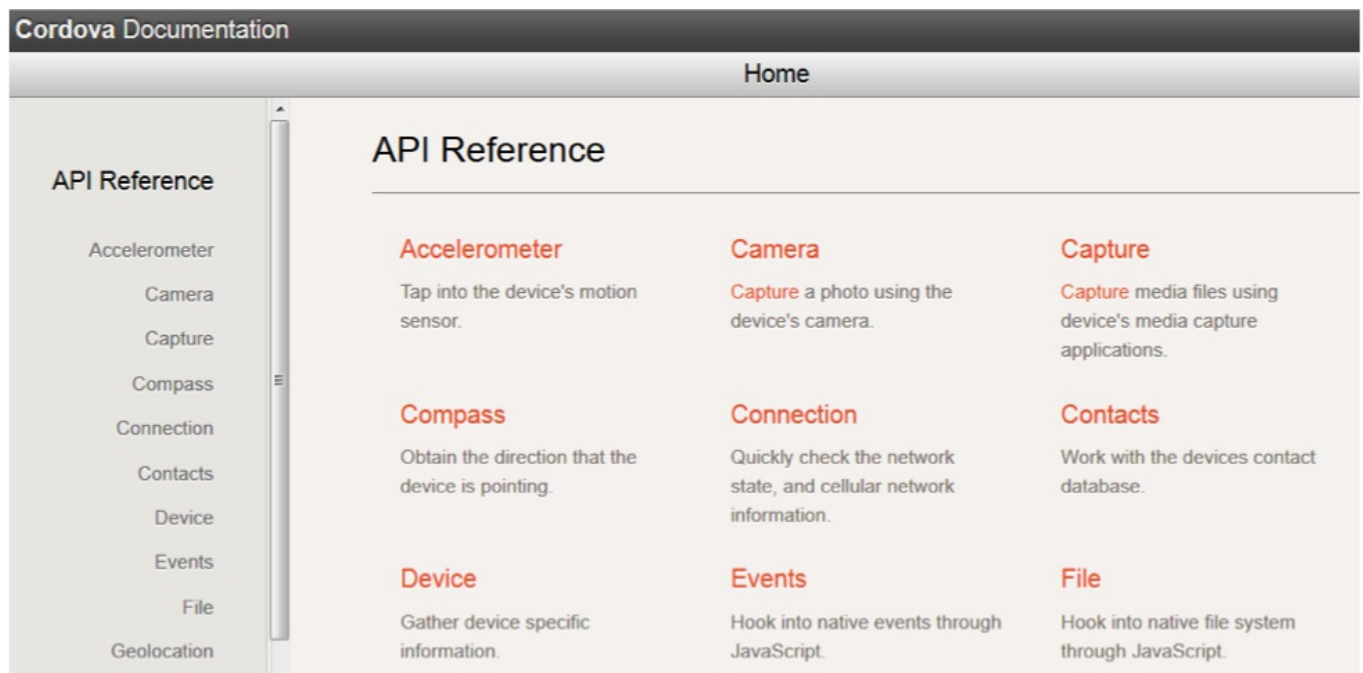 Cordova Documentation
Home
API Reference
Accelerometer
Camera
Capture
Compass
Connection
Contacts
Device
Events
File
Geolocation
API Reference
Accelerometer
Tap into the device's motion
sensor.
Camera
Capture a photo using the
device's camera.
Capture
Capture media files using
device's media capture
applications.
Compass
Obtain the direction that the
device is pointing.
Connection
Quickly check the network
state, and cellular network
information.
Contacts
Work with the devices contact
database.
Device
Gather device specific
information.
Events
Hook into native events through
JavaScript.
File
Hook into native file system
through JavaScript.